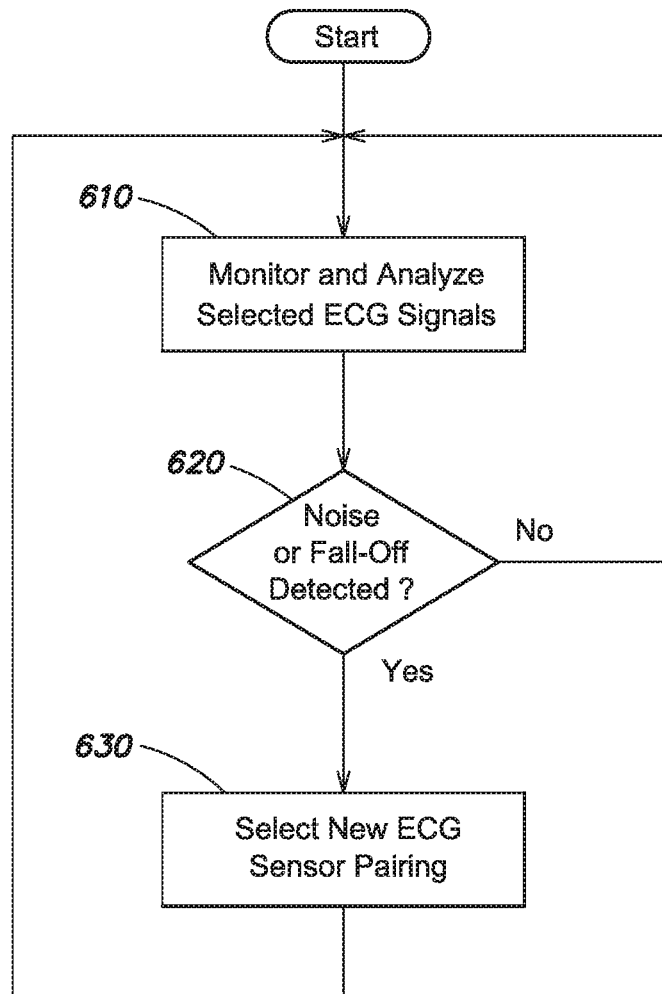 Start
610
Monitor and Analyze
Selected ECG Signals
620
Noise
or Fall-Off
Detected ?
No
Yes
630
Select New ECG
Sensor Pairing